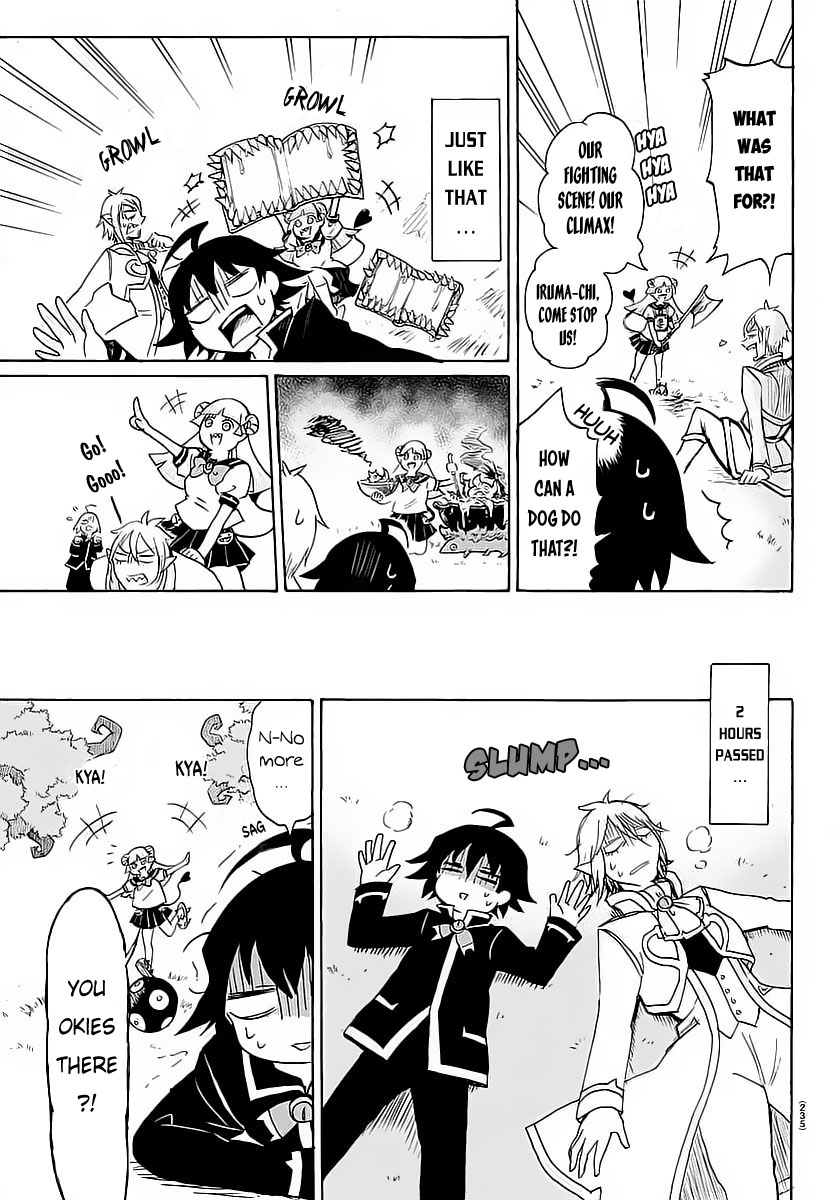 WHAT
WAS
THAT
FOR?!
HYA
HYA
HYA
OUR
FIGHTING
SCENE! OUR
CLIMAX!
IRUMA-CHI,
COME STOP
US!
HUUH
HOW
CAN A
DOG DO
THAT?!
JUST
LIKE
THAT
...
GROWL
GROWL
Go!
Gooo!
2
HOURS
PASSED
...
SLUMP...
N-No
more
...
SAG
KYA!
KYA!
YOU
OKIES
THERE
?!
(235)